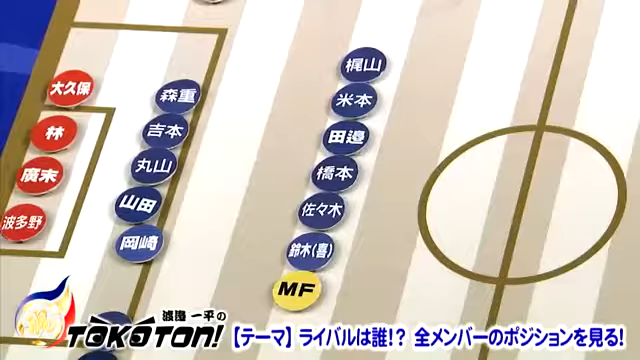 大久保
林
廣末
波多野
森重
吉本
丸山
山田
岡崎
梶山
米本
田邉
橋本
佐々木
鈴木(喜)
MF
渡邊 一平の
TOKOTON!
【テーマ】ライバルは誰!? 全メンバーのポジションを見る!